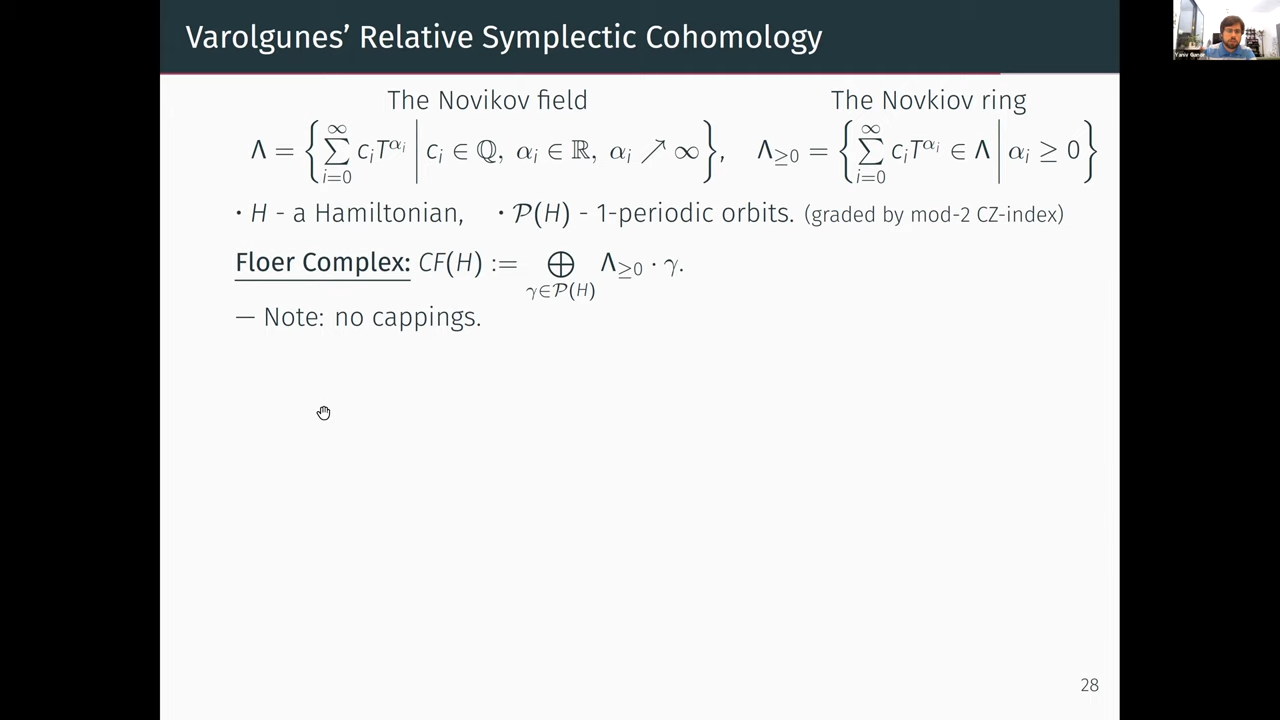 Varolgunes' Relative Symplectic Cohomology
The Novikov field
The Novkiov ring
Λ = { ∑_{i=0}^{∞} c_i T^{α_i} | c_i ∈ ℚ, α_i ∈ ℝ, α_i ↗ ∞ }, Λ_{≥0} = { ∑_{i=0}^{∞} c_i T^{α_i} ∈ Λ | α_i ≥ 0 }
· H - a Hamiltonian, · 𝒫(H) - 1-periodic orbits. (graded by mod-2 CZ-index)
Floer Complex: CF(H) := ⊕_{γ∈𝒫(H)} Λ_{≥0} · γ.
— Note: no cappings.
28